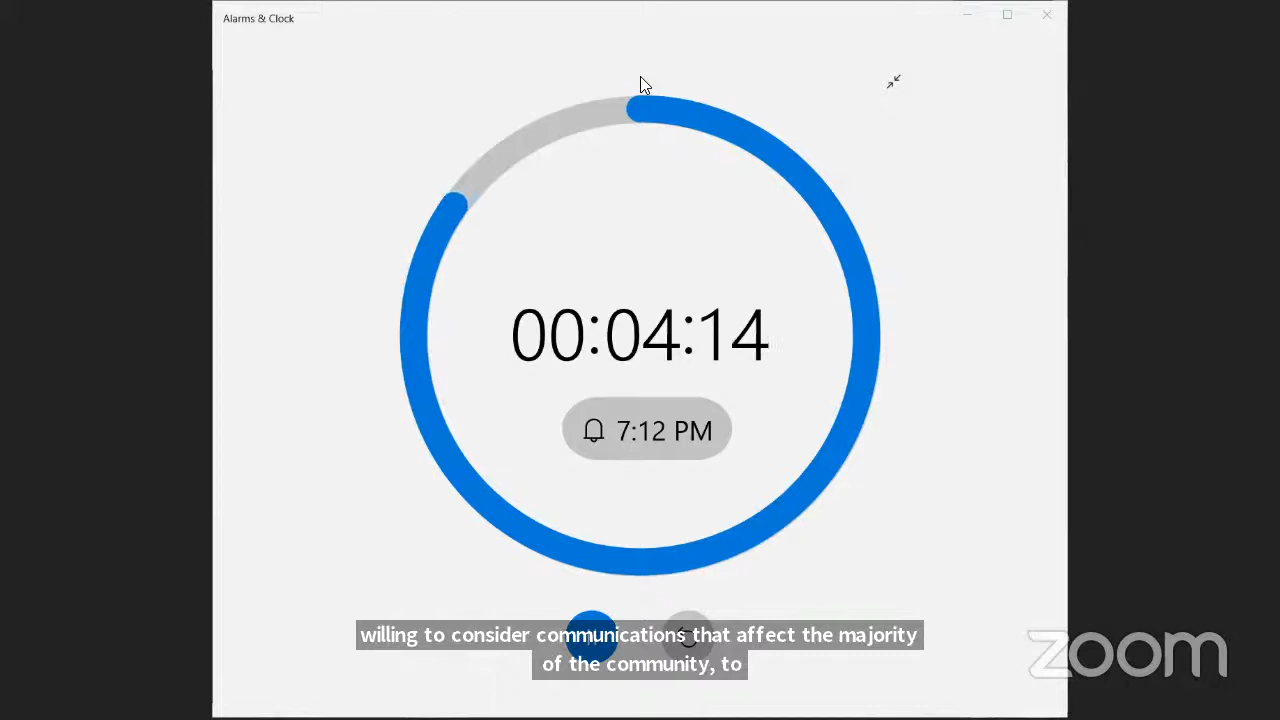 Alarms & Clock
00:04:14
7:12 PM
willing to consider communications that affect the majority
of the community, to
zoom